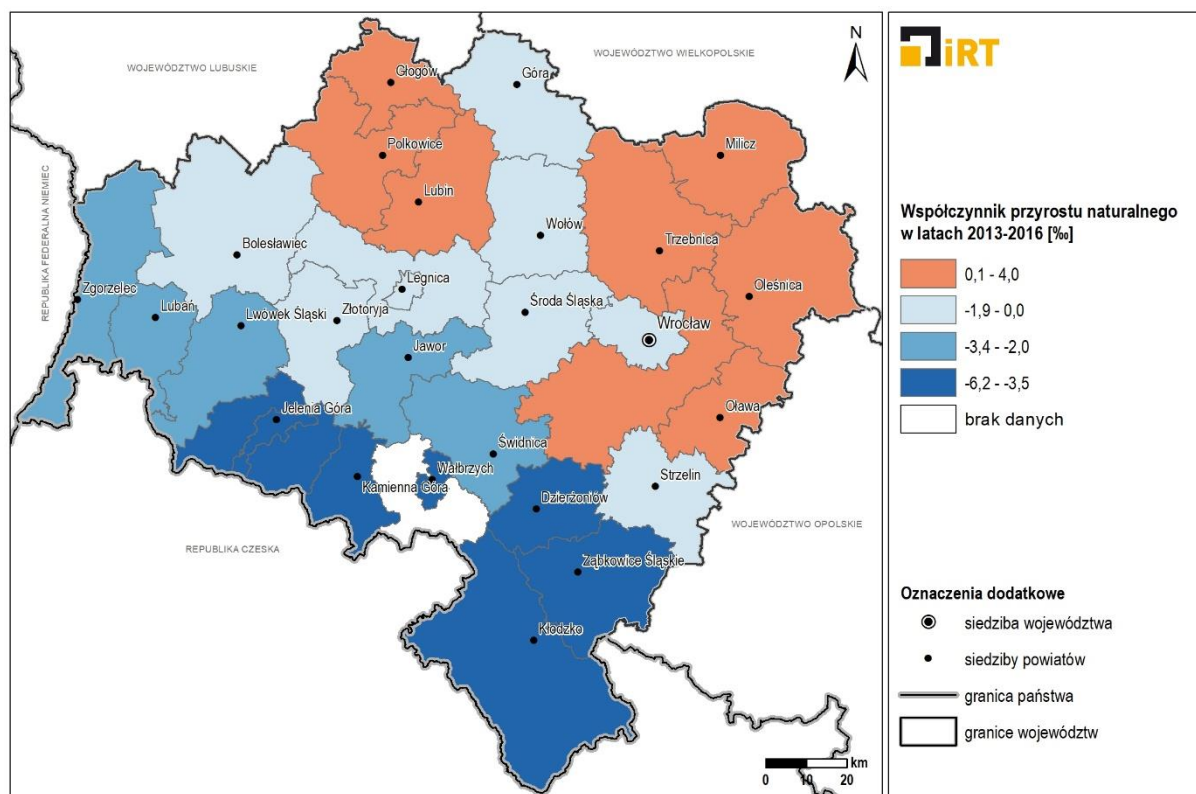 WOJEWÓDZTWO LUBUSKIE
WOJEWÓDZTWO WIELKOPOLSKIE
N
Głogów
Góra
Polkowice
Milicz
Lubin
REPUBLIKA FEDERALNA NIEMIEC
Bolesławiec
Wołów
Trzebnica
Zgorzelec
Legnica
Oleśnica
Lubań
Lwówek Śląski
Złotoryja
Środa Śląska
Wrocław
Jawor
Jelenia Góra
Oława
Świdnica
Kamienna Góra
Wałbrzych
Strzelin
Dzierżoniów
WOJEWÓDZTWO OPOLSKIE
REPUBLIKA CZESKA
Ząbkowice Śląskie
Kłodzko
km
0 10 20
iRT
Współczynnik przyrostu naturalnego
w latach 2013-2016 [‰]
0,1 - 4,0
-1,9 - 0,0
-3,4 - -2,0
-6,2 - -3,5
brak danych
Oznaczenia dodatkowe
siedziba województwa
siedziby powiatów
granica państwa
granice województw